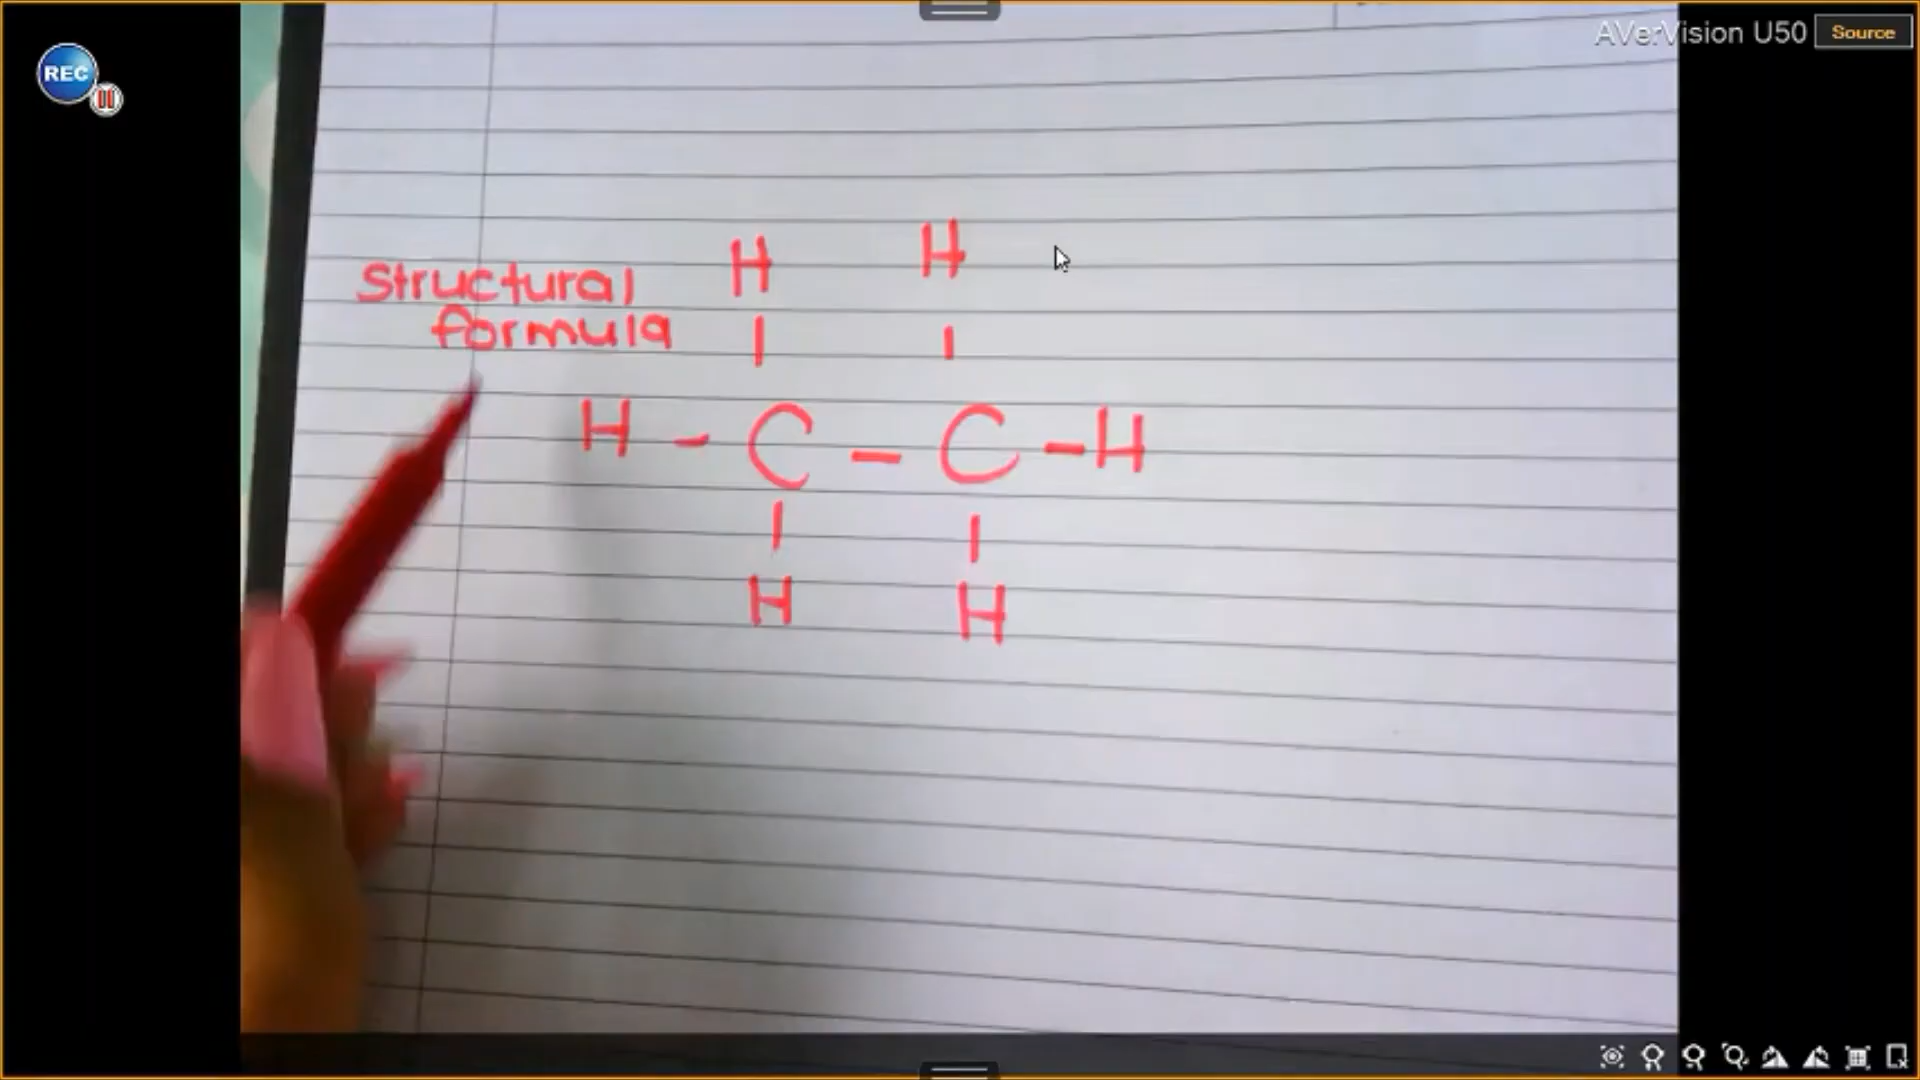 REC
AVerVision U50 Source
H H
Structural
formula
H - C - C - H
H H